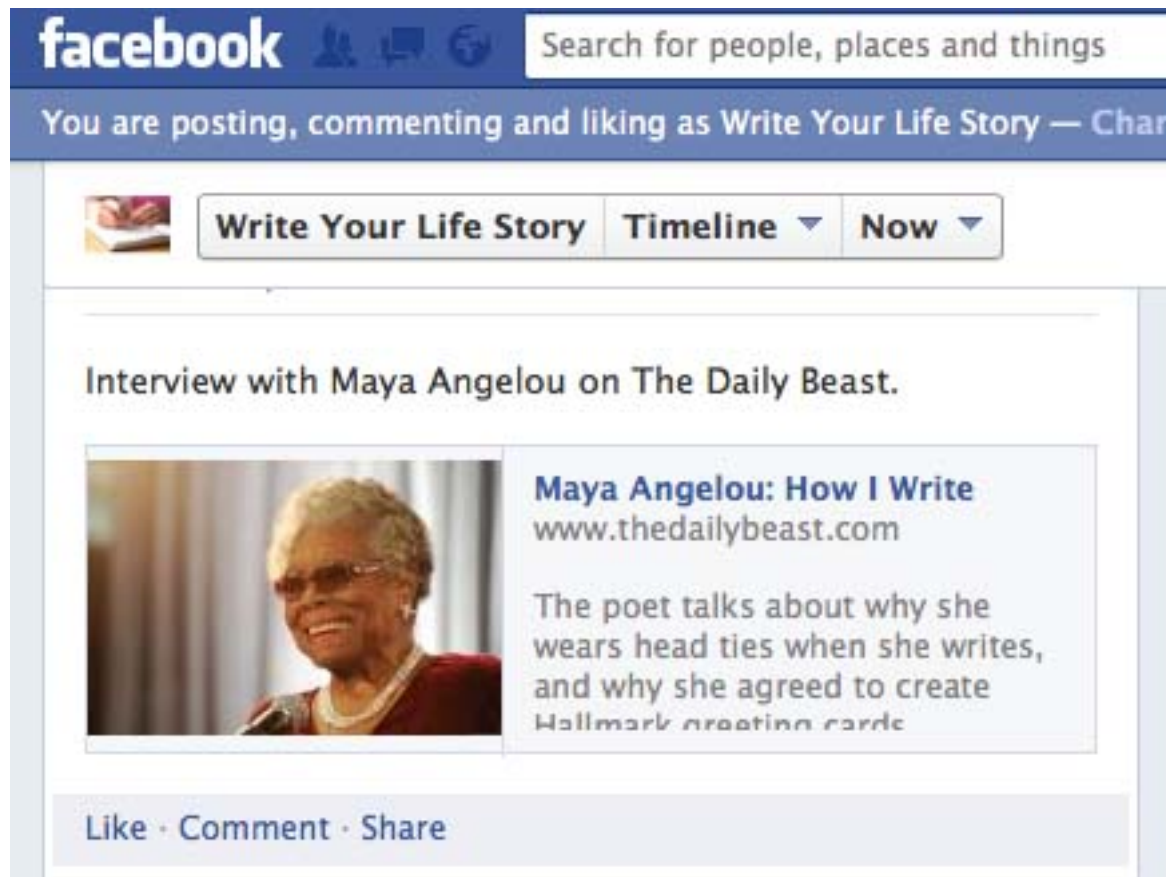 facebook Search for people, places and things
You are posting, commenting and liking as Write Your Life Story — Char
Write Your Life Story Timeline Now
Interview with Maya Angelou on The Daily Beast.
Maya Angelou: How I Write
www.thedailybeast.com
The poet talks about why she
wears head ties when she writes,
and why she agreed to create
Hallmark greeting cards
Like · Comment · Share